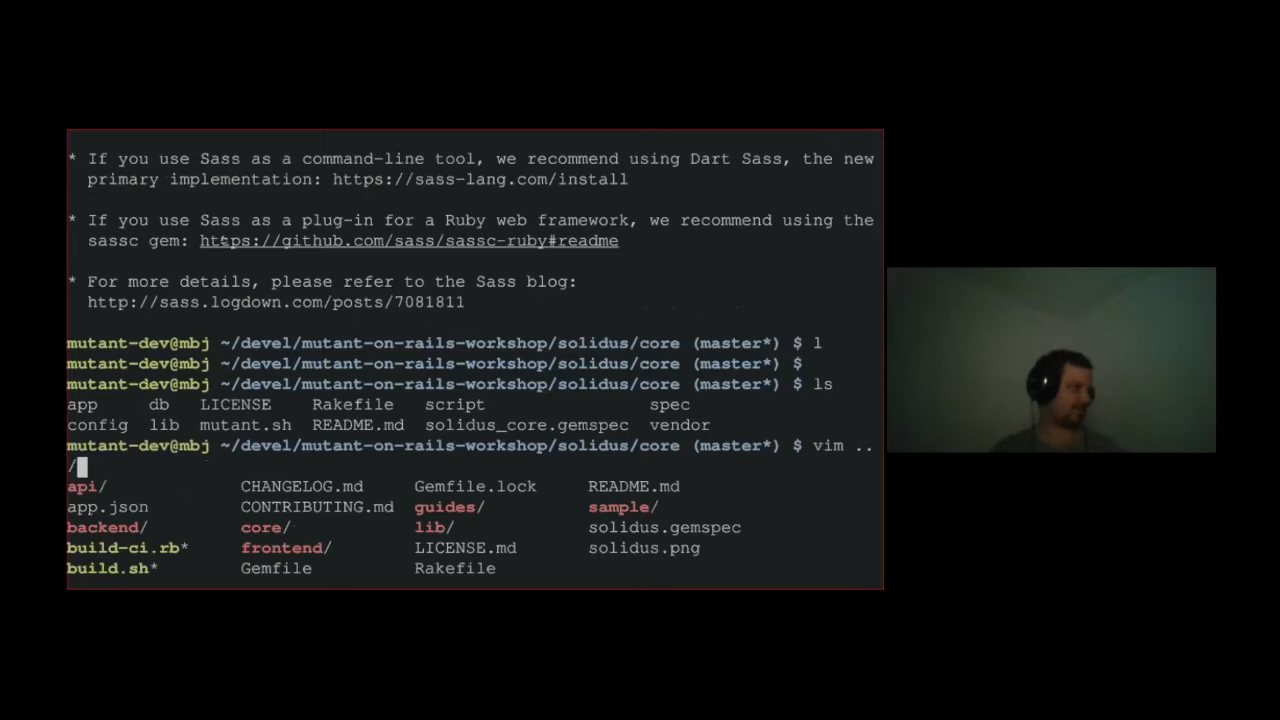 * If you use Sass as a command-line tool, we recommend using Dart Sass, the new
primary implementation: https://sass-lang.com/install
* If you use Sass as a plug-in for a Ruby web framework, we recommend using the
sassc gem: https://github.com/sass/sassc-ruby#readme
* For more details, please refer to the Sass blog:
http://sass.logdown.com/posts/7081811
mutant-dev@mbj ~/devel/mutant-on-rails-workshop/solidus/core (master*) $ l
mutant-dev@mbj ~/devel/mutant-on-rails-workshop/solidus/core (master*) $
mutant-dev@mbj ~/devel/mutant-on-rails-workshop/solidus/core (master*) $ ls
app db LICENSE Rakefile script spec
config lib mutant.sh README.md solidus_core.gemspec vendor
mutant-dev@mbj ~/devel/mutant-on-rails-workshop/solidus/core (master*) $ vim ..
/
api/ CHANGELOG.md Gemfile.lock README.md
app.json CONTRIBUTING.md guides/ sample/
backend/ core/ lib/ solidus.gemspec
build-ci.rb* frontend/ LICENSE.md solidus.png
build.sh* Gemfile Rakefile